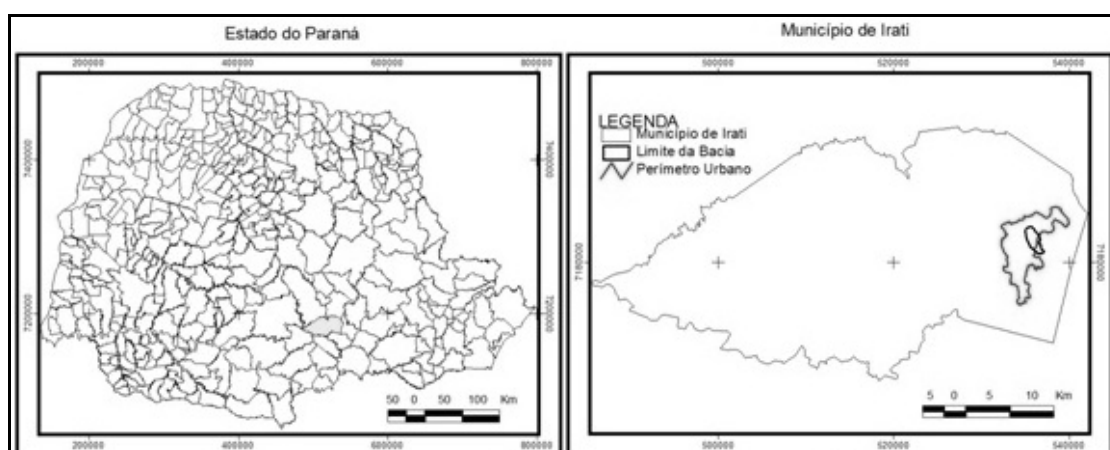 Estado do Paraná
200000 400000 600000 800000
7400000 7400000
7200000 7200000
50 0 50 100 Km
200000 400000 600000 800000
Município de Irati
500000 520000 540000
LEGENDA
Município de Irati
Limite da Bacia
Perímetro Urbano
7180000 7180000
5 0 5 10 Km
500000 520000 540000